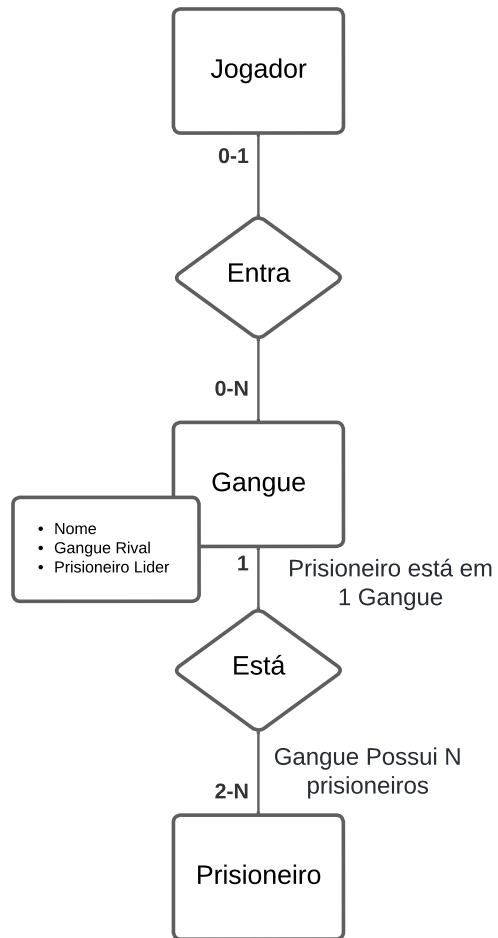 Jogador
0-1
Entra
0-N
Gangue
• Nome
• Gangue Rival
• Prisioneiro Lider
1
Prisioneiro está em
1 Gangue
Está
Gangue Possui N
prisioneiros
2-N
Prisioneiro